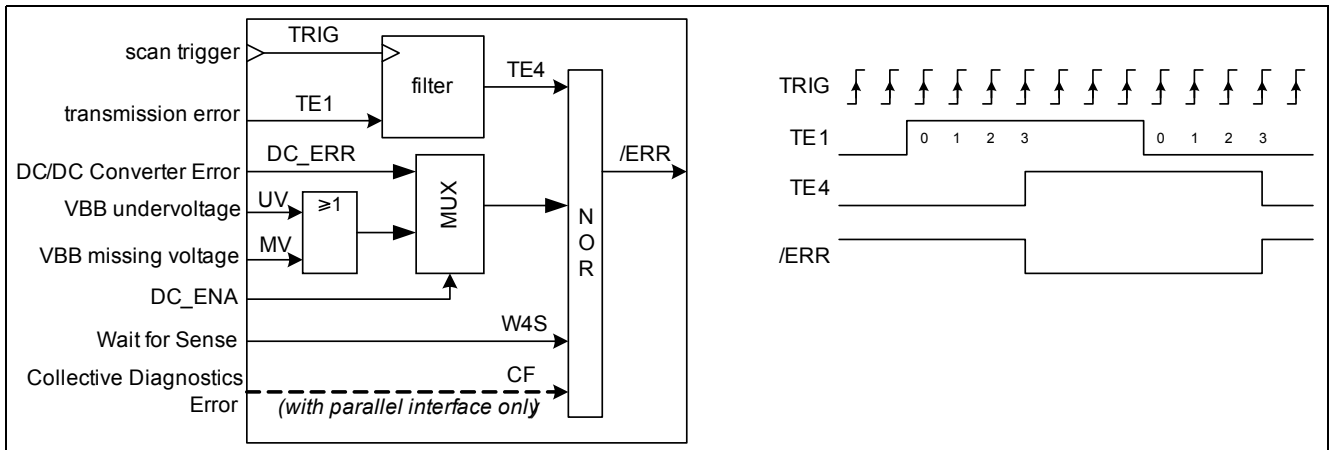 scan trigger
TRIG
transmission error
TE1
filter
TE4
DC/DC Converter Error
DC_ERR
VBB undervoltage
UV
VBB missing voltage
MV
≥1
MUX
DC_ENA
Wait for Sense
W4S
Collective Diagnostics
Error
CF
(with parallel interface only)
N
O
R
/ERR
TRIG
TE1
0 1 2 3 0 1 2 3
TE4
/ERR